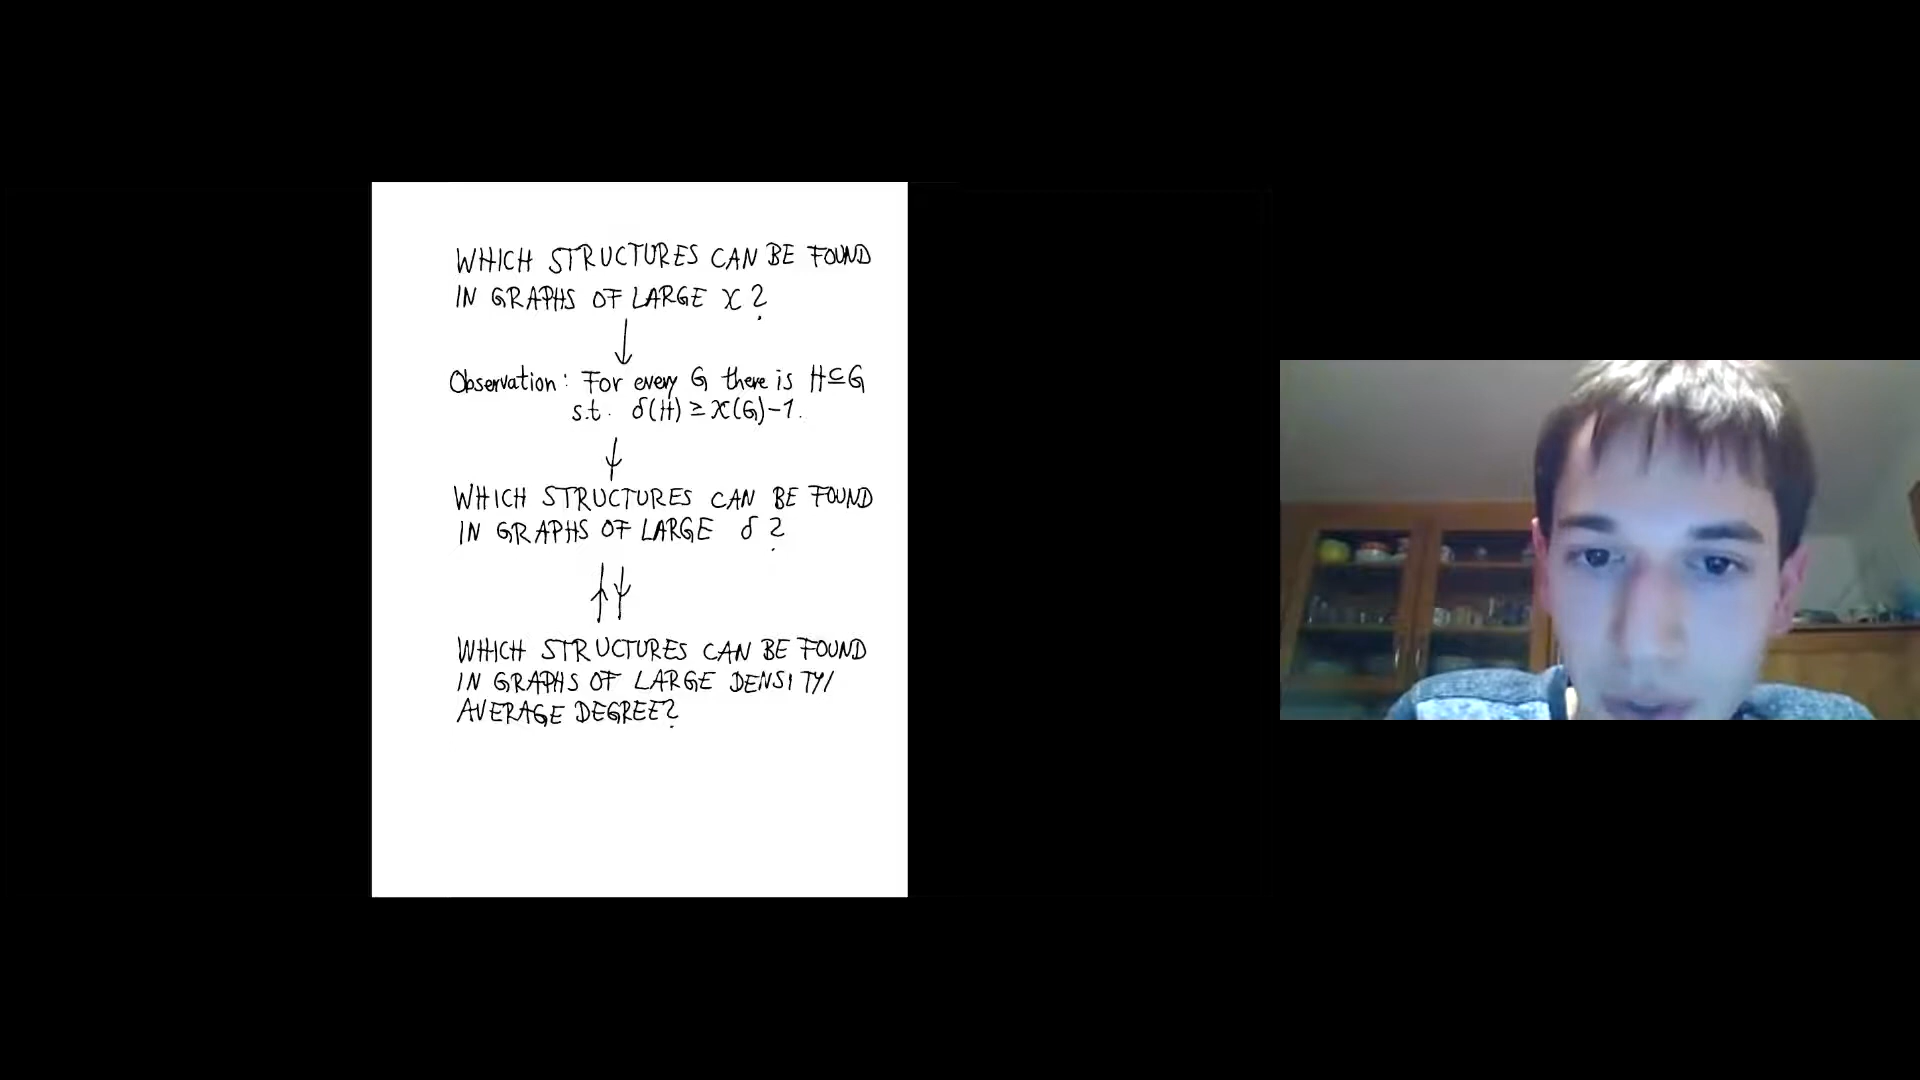 WHICH STRUCTURES CAN BE FOUND
IN GRAPHS OF LARGE χ ?
Observation: For every G there is H⊆G
s.t. δ(H) ≥ χ(G)-1.
WHICH STRUCTURES CAN BE FOUND
IN GRAPHS OF LARGE δ ?
WHICH STRUCTURES CAN BE FOUND
IN GRAPHS OF LARGE DENSITY/
AVERAGE DEGREE?